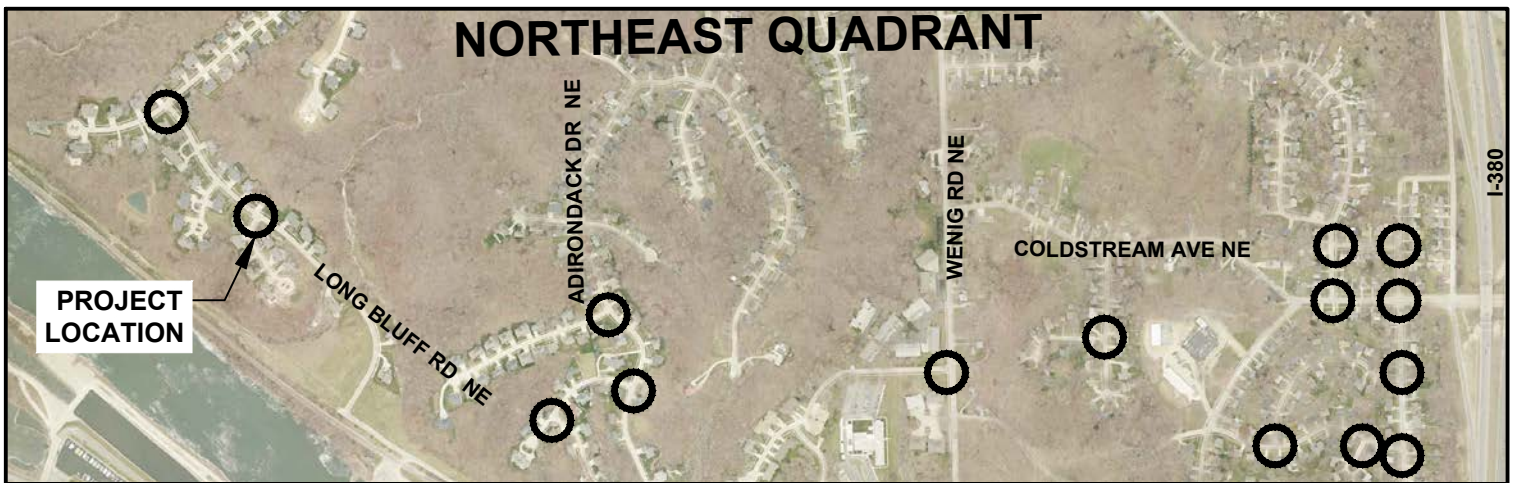 NORTHEAST QUADRANT
ADIRONDACK DR NE
WENIG RD NE
I-380
COLDSTREAM AVE NE
PROJECT
LOCATION
LONG BLUFF RD NE